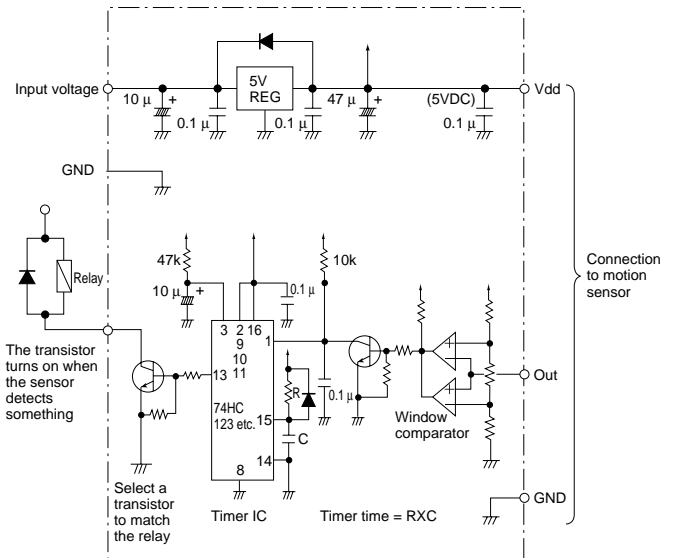 Input voltage
10 μ +
0.1 μ
5V
REG
0.1 μ
47 μ +
(5VDC)
0.1 μ
Vdd
GND
Relay
47k
10 μ +
0.1 μ
10k
3 2 16
9
10
11
1
13
74HC
123 etc.
15
14
8
R
C
0.1 μ
+
-
+
-
Out
Window
comparator
GND
Connection
to motion
sensor
The transistor
turns on when
the sensor
detects
something
Select a
transistor
to match
the relay
Timer IC
Timer time = RXC